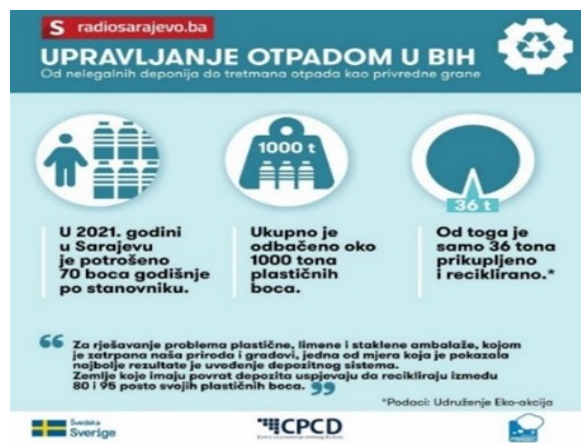 S radiosarajevo.ba
UPRAVLJANJE OTPADOM U BIH
Od nelegalnih deponija do tretmana otpada kao privredne grane
1000 t
36 t
U 2021. godini
u Sarajevu
je potrošeno
70 boca godišnje
po stanovniku.
Ukupno je
odbačeno oko
1000 tona
plastičnih
boca.
Od toga je
samo 36 tona
prikupljeno
i reciklirano.*
“ Za rješavanje problema plastične, limene i staklene ambalaže, kojom
je zatrpana naša priroda i gradovi, jedna od mjera koja je pokazala
najbolje rezultate je uvođenje depozitnog sistema.
Zemlje koje imaju povrat depozita uspjevaju da recikliraju između
80 i 95 posto svojih plastičnih boca. ”
*Podaci: Udruženje Eko-akcija
Švedska
Sverige
CPCD